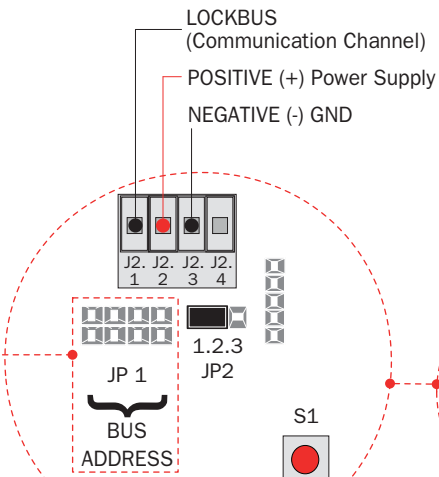 LOCKBUS
(Communication Channel)
POSITIVE (+) Power Supply
NEGATIVE (-) GND
J2. J2. J2. J2.
1 2 3 4
1.2.3
JP 1
JP2
BUS
ADDRESS
S1